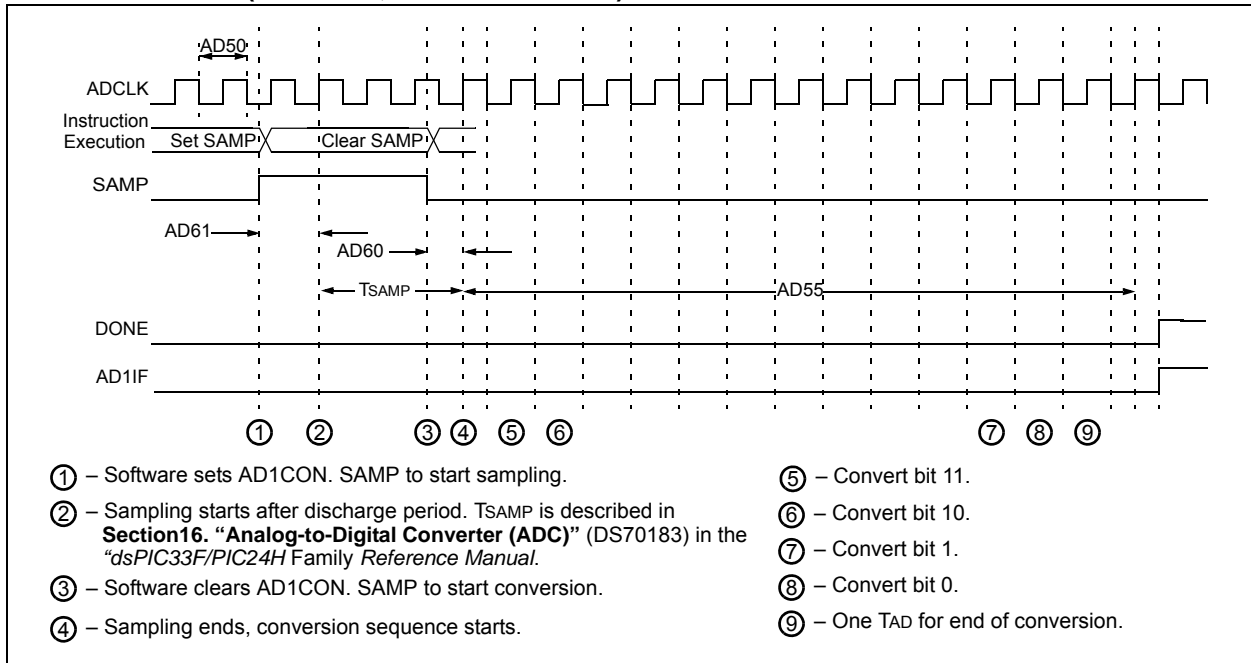 AD50
ADCLK
Instruction
Execution
Set SAMP
Clear SAMP
SAMP
AD61
AD60
TSAMP
AD55
DONE
AD1IF
1 2 3 4 5 6 7 8 9
1 – Software sets AD1CON. SAMP to start sampling.
2 – Sampling starts after discharge period. TSAMP is described in
Section16. “Analog-to-Digital Converter (ADC)” (DS70183) in the
“dsPIC33F/PIC24H Family Reference Manual.
3 – Software clears AD1CON. SAMP to start conversion.
4 – Sampling ends, conversion sequence starts.
5 – Convert bit 11.
6 – Convert bit 10.
7 – Convert bit 1.
8 – Convert bit 0.
9 – One TAD for end of conversion.